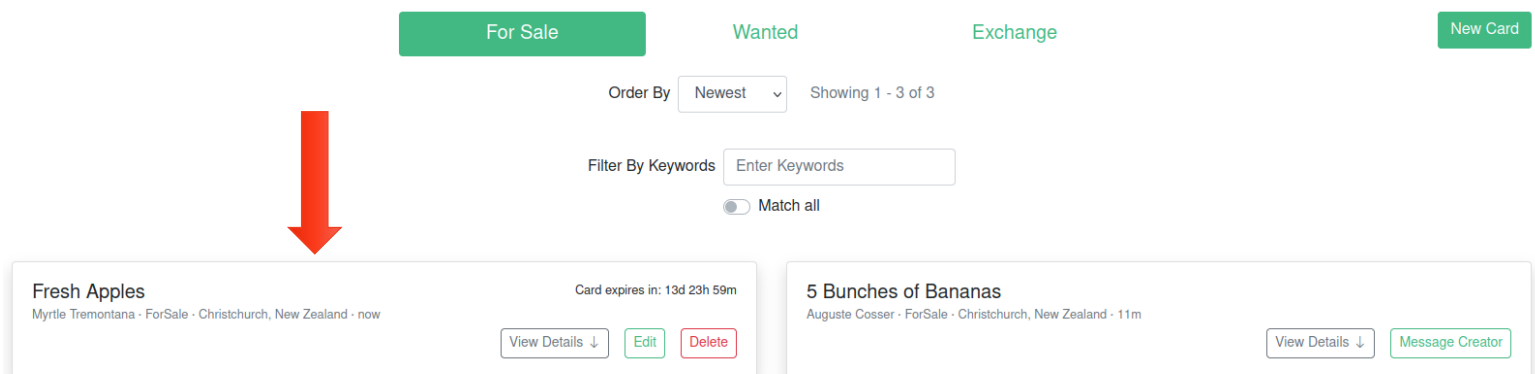 For Sale
Wanted
Exchange
New Card
Order By
Newest
Showing 1 - 3 of 3
Filter By Keywords
Enter Keywords
Match all
Fresh Apples
Card expires in: 13d 23h 59m
Myrtle Tremontana · ForSale · Christchurch, New Zealand · now
View Details ↓
Edit
Delete
5 Bunches of Bananas
Auguste Cosser · ForSale · Christchurch, New Zealand · 11m
View Details ↓
Message Creator